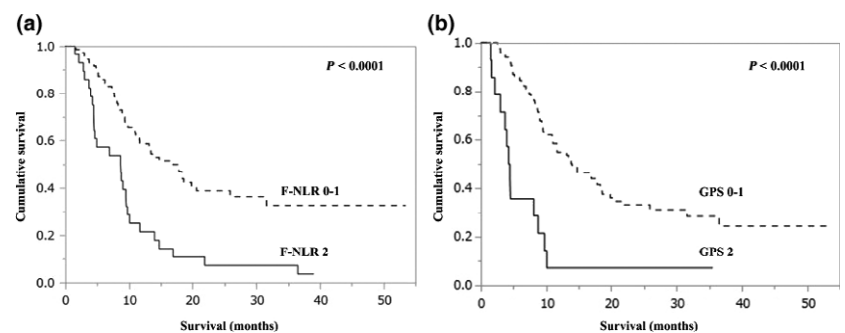 (a)
P < 0.0001
1.0
0.8
0.6
0.4
0.2
0.0
Cumulative survival
F-NLR 0-1
F-NLR 2
0 10 20 30 40 50
Survival (months)
(b)
P < 0.0001
1.0
0.8
0.6
0.4
0.2
0.0
Cumulative survival
GPS 0-1
GPS 2
0 10 20 30 40 50
Survival (months)